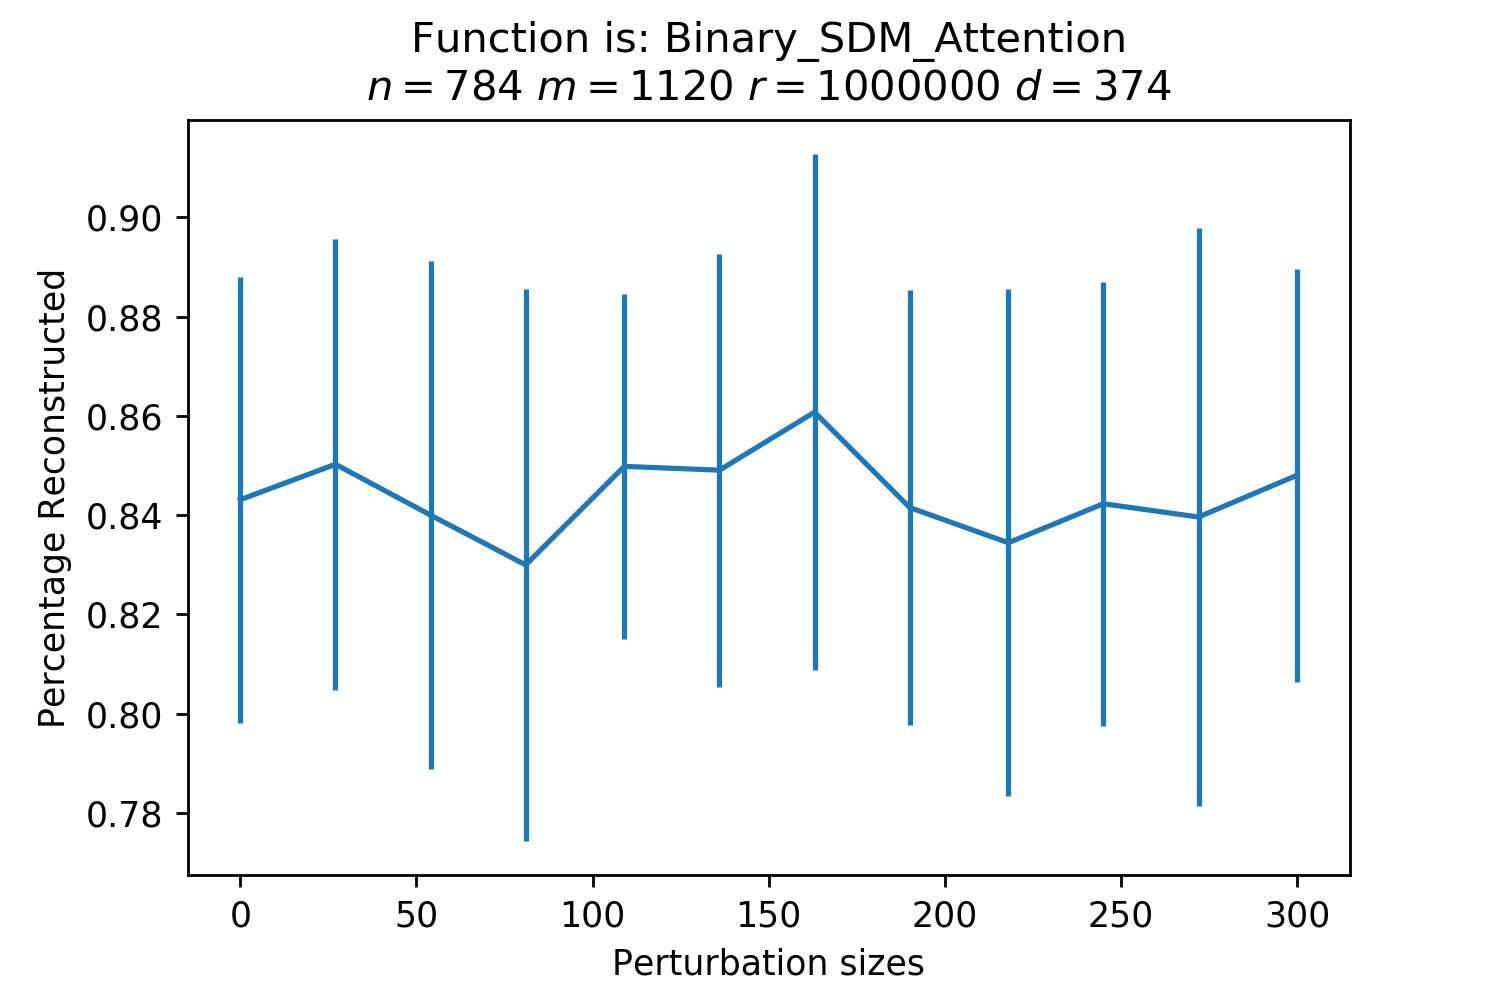 Function is: Binary_SDM_Attention
n = 784 m = 1120 r = 1000000 d = 374
Percentage Reconstructed
0.90
0.88
0.86
0.84
0.82
0.80
0.78
0 50 100 150 200 250 300
Perturbation sizes